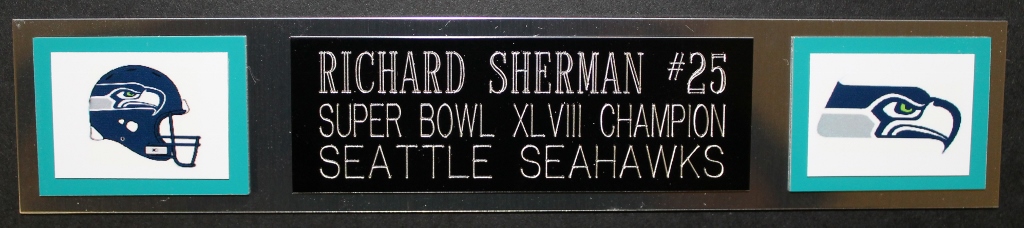 RICHARD SHERMAN #25
SUPER BOWL XLVIII CHAMPION
SEATTLE SEAHAWKS